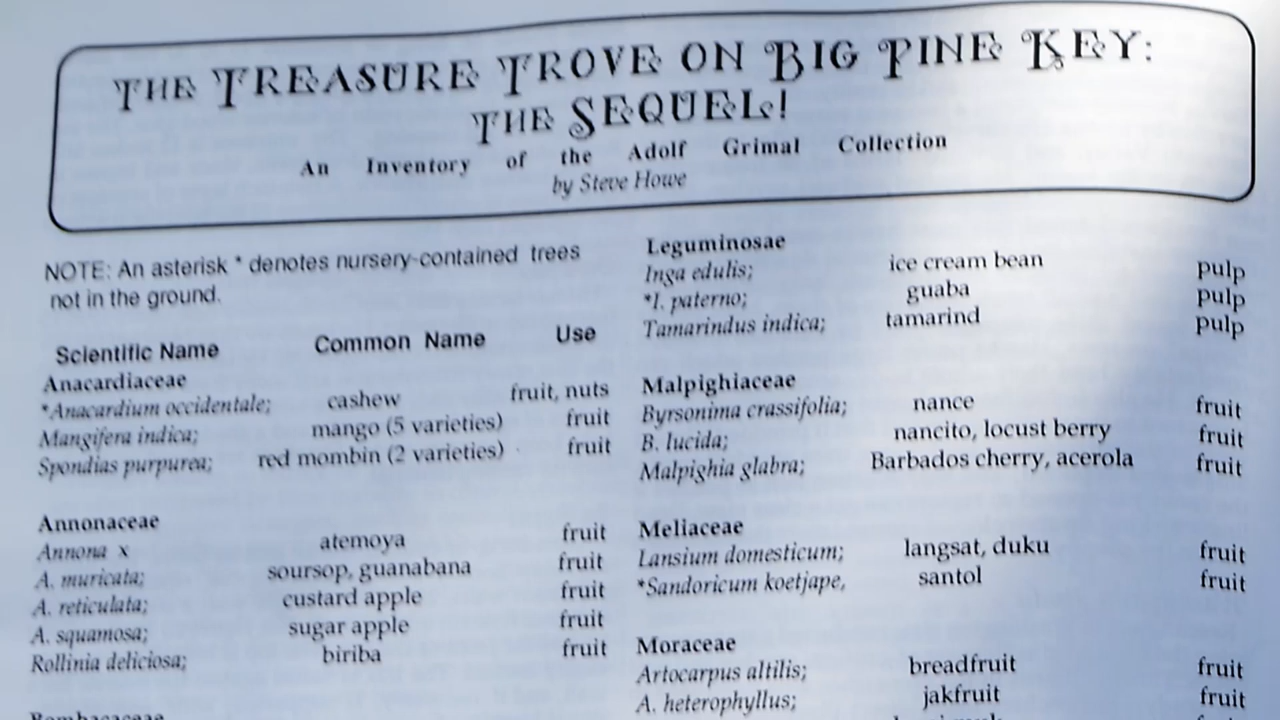 THE TREASURE TROVE ON BIG PINE KEY:
THE SEQUEL!
An Inventory of the Adolf Grimal Collection
by Steve Howe
NOTE: An asterisk * denotes nursery-contained trees
not in the ground.
Scientific Name Common Name Use
Anacardiaceae
*Anacardium occidentale; cashew fruit, nuts
Mangifera indica; mango (5 varieties) fruit
Spondias purpurea; red mombin (2 varieties) fruit
Annonaceae
Annona x atemoya fruit
A. muricata; soursop, guanabana fruit
A. reticulata; custard apple fruit
A. squamosa; sugar apple fruit
Rollinia deliciosa; biriba fruit
Leguminosae
Inga edulis; ice cream bean pulp
*I. paterno; guaba pulp
Tamarindus indica; tamarind pulp
Malpighiaceae
Byrsonima crassifolia; nance fruit
B. lucida; nancito, locust berry fruit
Malpighia glabra; Barbados cherry, acerola fruit
Meliaceae
Lansium domesticum; langsat, duku fruit
*Sandoricum koetjape, santol fruit
Moraceae
Artocarpus altilis; breadfruit fruit
A. heterophyllus; jakfruit fruit